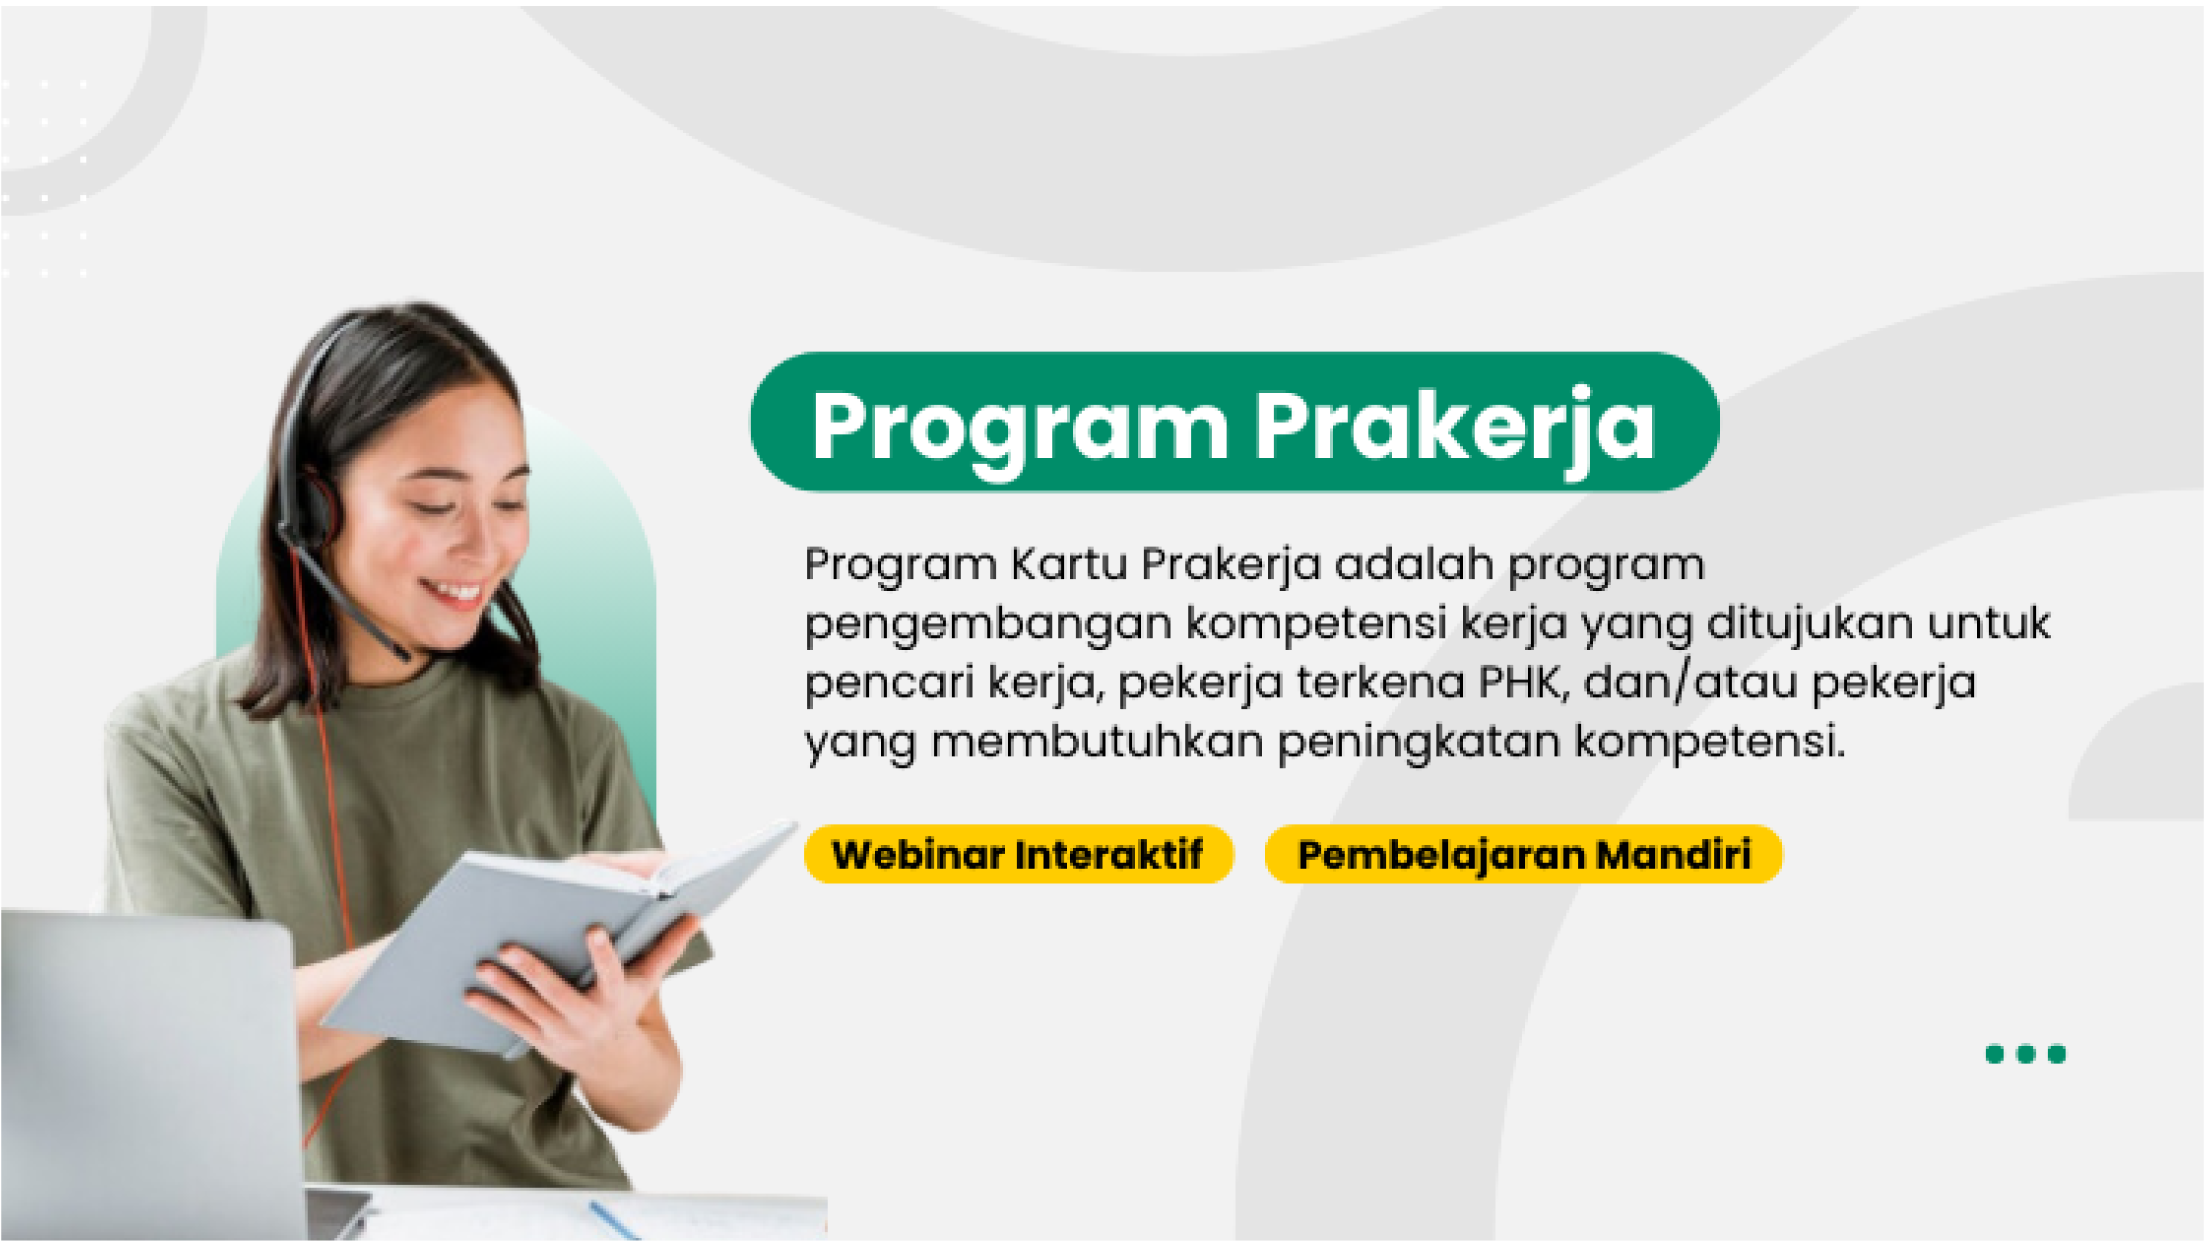 Program Prakerja
Program Kartu Prakerja adalah program
pengembangan kompetensi kerja yang ditujukan untuk
pencari kerja, pekerja terkena PHK, dan/atau pekerja
yang membutuhkan peningkatan kompetensi.
Webinar Interaktif
Pembelajaran Mandiri